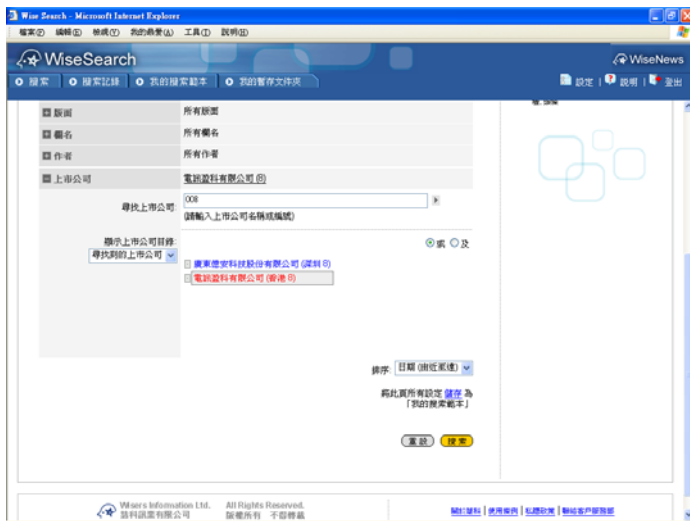 Wise Search - Microsoft Internet Explorer
檔案(F) 編輯(E) 檢視(V) 我的最愛(A) 工具(T) 說明(H)
WiseSearch
WiseNews
搜索 搜索記錄 我的搜索範本 我的暫存文件夾
設定 | 說明 | 登出
版面 所有版面
欄名 所有欄名
作者 所有作者
上市公司 電訊盈科有限公司 (8)
尋找上市公司: 008
(請輸入上市公司名稱或編號)
顯示上市公司目錄:
或 及
尋找到的上市公司
廣東德安科技股份有限公司 (深圳 8)
電訊盈科有限公司 (香港 8)
排序: 日期 (由近至遠)
將此頁所有設定 儲存 為
「我的搜索範本」
重設 搜索
Wisers Information Ltd. All Rights Reserved.
慧科訊業有限公司 版權所有 不得轉載
關於慧科 | 使用條例 | 私隱政策 | 聯絡客戶服務部